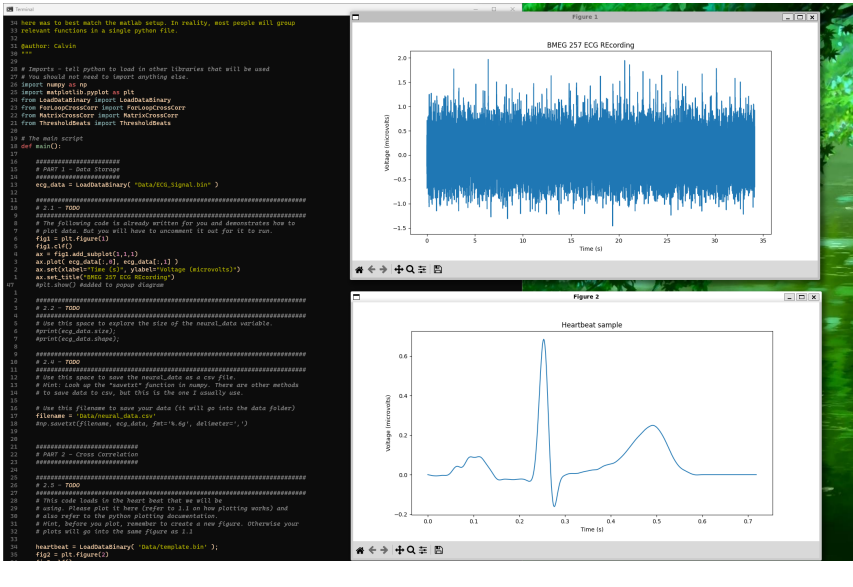 Terminal
34 here was to best match the matlab setup. In reality, most people will group
33 relevant functions in a single python file.
32
31 @author: Calvin
30 """
29
28 # Imports - tell python to load in other libraries that will be used
27 # You should not need to import anything else.
26 import numpy as np
25 import matplotlib.pyplot as plt
24 from LoadDataBinary import LoadDataBinary
23 from ForLoopCrossCorr import ForLoopCrossCorr
22 from MatrixCrossCorr import MatrixCrossCorr
21 from ThresholdBeats import ThresholdBeats
20
19 # The main script
18 def main():
17
16 #######################
15 # PART 1 - Data Storage
14 #######################
13 ecg_data = LoadDataBinary( "Data/ECG_Signal.bin" )
12
11 ##########################################################################
10 # 2.1 - TODO
9 ##########################################################################
8 # The following code is already written for you and demonstrates how to
7 # plot data. But you will have to uncomment it out for it to run.
6 fig1 = plt.figure(1)
5 fig1.clf()
4 ax = fig1.add_subplot(1,1,1)
3 ax.plot( ecg_data[:,0], ecg_data[:,1] )
2 ax.set(xlabel="Time (s)", ylabel="Voltage (microvolts)")
1 ax.set_title("BMEG 257 ECG REcording")
47 #plt.show() #added to popup diagram
1
2 ##########################################################################
3 # 2.2 - TODO
4 ##########################################################################
5 # Use this space to explore the size of the neural_data variable.
6 #print(ecg_data.size);
7 #print(ecg_data.shape);
8
9 ##########################################################################
10 # 2.4 - TODO
11 ##########################################################################
12 # Use this space to save the neural_data as a csv file.
13 # Hint: Look up the "savetxt" function in numpy. There are other methods
14 # to save data to csv, but this is the one I usually use.
15
16 # Use this filename to save your data (it will go into the data folder)
17 filename = 'Data/neural_data.csv'
18 #np.savetxt(filename, ecg_data, fmt='%.6g', delimeter=',')
19
20
21 ############################
22 # PART 2 - Cross Correlation
23 ############################
24
25 ##########################################################################
26 # 2.5 - TODO
27 ##########################################################################
28 # This code loads in the heart beat that we will be
29 # using. Please plot it here (refer to 1.1 on how plotting works) and
30 # also refer to the python plotting documentation.
31 # Hint, before you plot, remember to create a new figure. Otherwise your
32 # plots will go into the same figure as 1.1
33
34 heartbeat = LoadDataBinary( 'Data/template.bin' );
35 fig2 = plt.figure(2)
Figure 1
BMEG 257 ECG REcording
2.0
1.5
1.0
0.5
0.0
−0.5
−1.0
−1.5
Voltage (microvolts)
0 5 10 15 20 25 30 35
Time (s)
Figure 2
Heartbeat sample
0.6
0.4
0.2
0.0
−0.2
Voltage (microvolts)
0.0 0.1 0.2 0.3 0.4 0.5 0.6 0.7
Time (s)